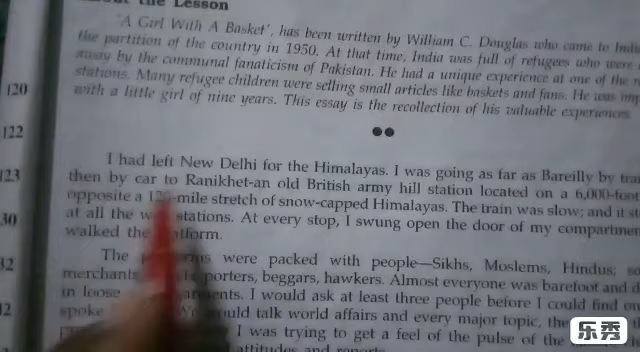 the Lesson
'A Girl With A Basket', has been written by William C. Douglas who came to India
the partition of the country in 1950. At that time, India was full of refugees who were
away by the communal fanaticism of Pakistan. He had a unique experience at one of the
stations. Many refugee children were selling small articles like baskets and fans. He was
with a little girl of nine years. This essay is the recollection of his valuable experiences.
120
122
I had left New Delhi for the Himalayas. I was going as far as Bareilly by
123
then by car to Ranikhet-an old British army hill station located on a 6,000-foot
opposite a -mile stretch of snow-capped Himalayas. The train was slow; and it
30
at all the stations. At every stop, I swung open the door of my
walked the
32
The were packed with people—Sikhs, Moslems, Hindus,
merchants porters, beggars, hawkers. Almost everyone was barefoot and
in loose I would ask at least three people before I could find
12
spoke would talk world affairs and every major topic, the
I was trying to get a feel of the pulse of the
attitudes and
乐秀